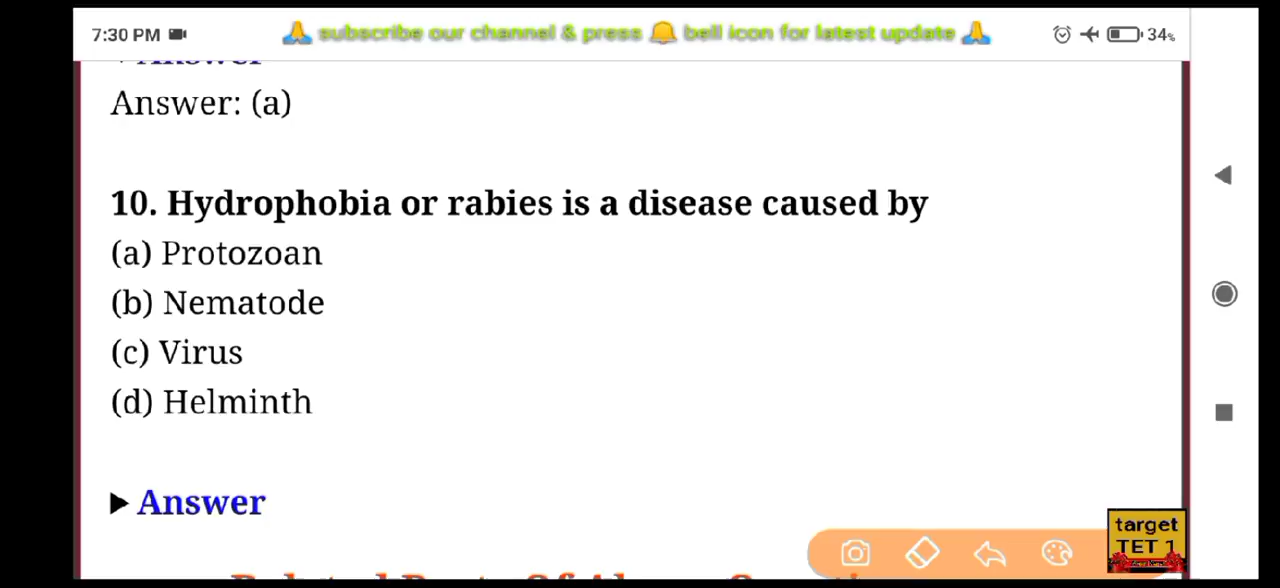 7:30 PM
subscribe our channel & press bell icon for latest update
34%
Answer
Answer: (a)
10. Hydrophobia or rabies is a disease caused by
(a) Protozoan
(b) Nematode
(c) Virus
(d) Helminth
Answer
target
TET 1